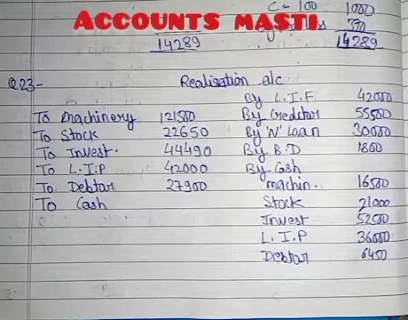 C - 100 1000
ACCOUNTS MASTI
14289 14289
Q23- Realisation a/c
By L.I.F 42000
To Machinery 121500 By Creditor 55500
To Stock 22650 By 'N' Loan 30000
To Invest. 44490 By B.D 1800
To L.I.P 42000 By Cash
To Debtor 27900 machin. 16500
To Cash Stock 21000
Invest 52500
L.I.P 36000
Debtor 6450